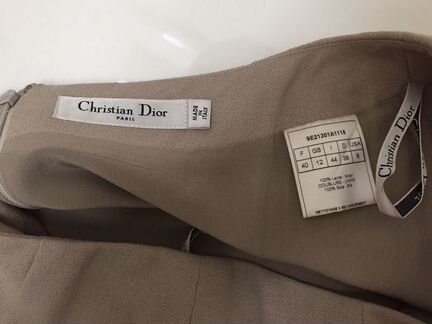 Christian Dior
PARIS
MADE IN ITALY
9E21301A1118
F GB I D USA
40 12 44 38 8
100% Laine - Wool
DOUBLURE - LINING
100% Soie - Silk
Christian Dior